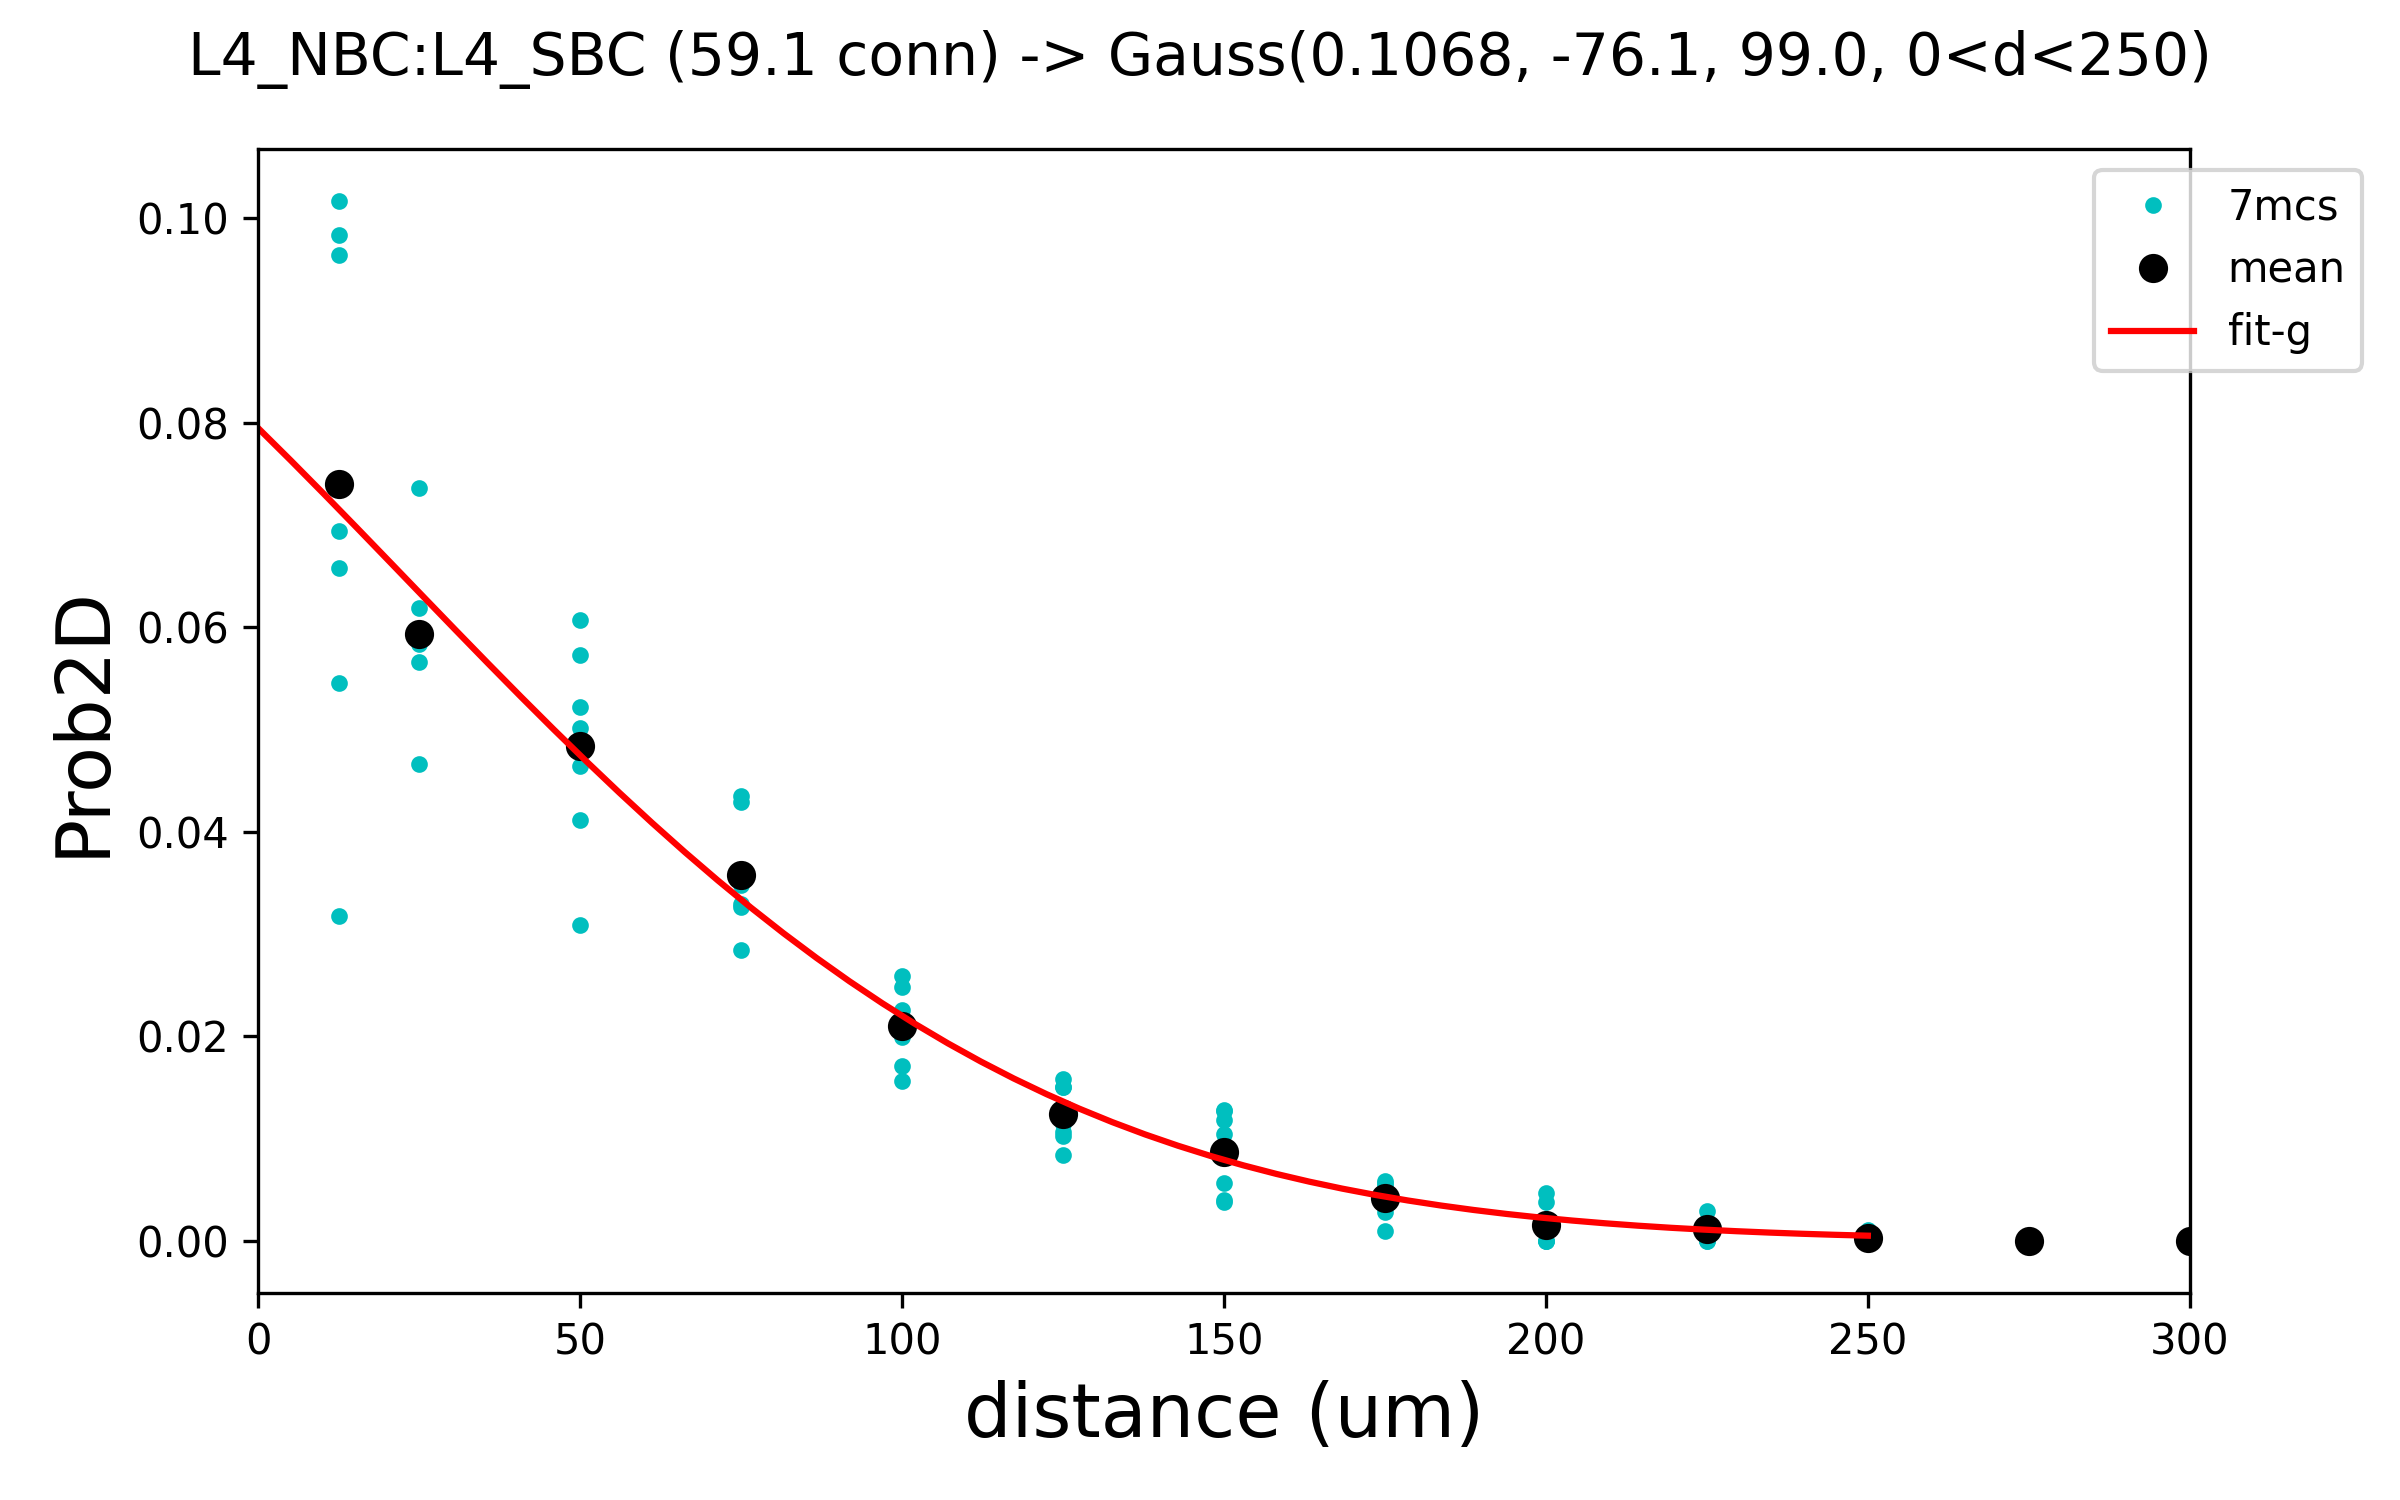 L4_NBC:L4_SBC (59.1 conn) -> Gauss(0.1068, -76.1, 99.0, 0<d<250)
7mcs
mean
fit-g
Prob2D
0.10
0.08
0.06
0.04
0.02
0.00
0 50 100 150 200 250 300
distance (um)